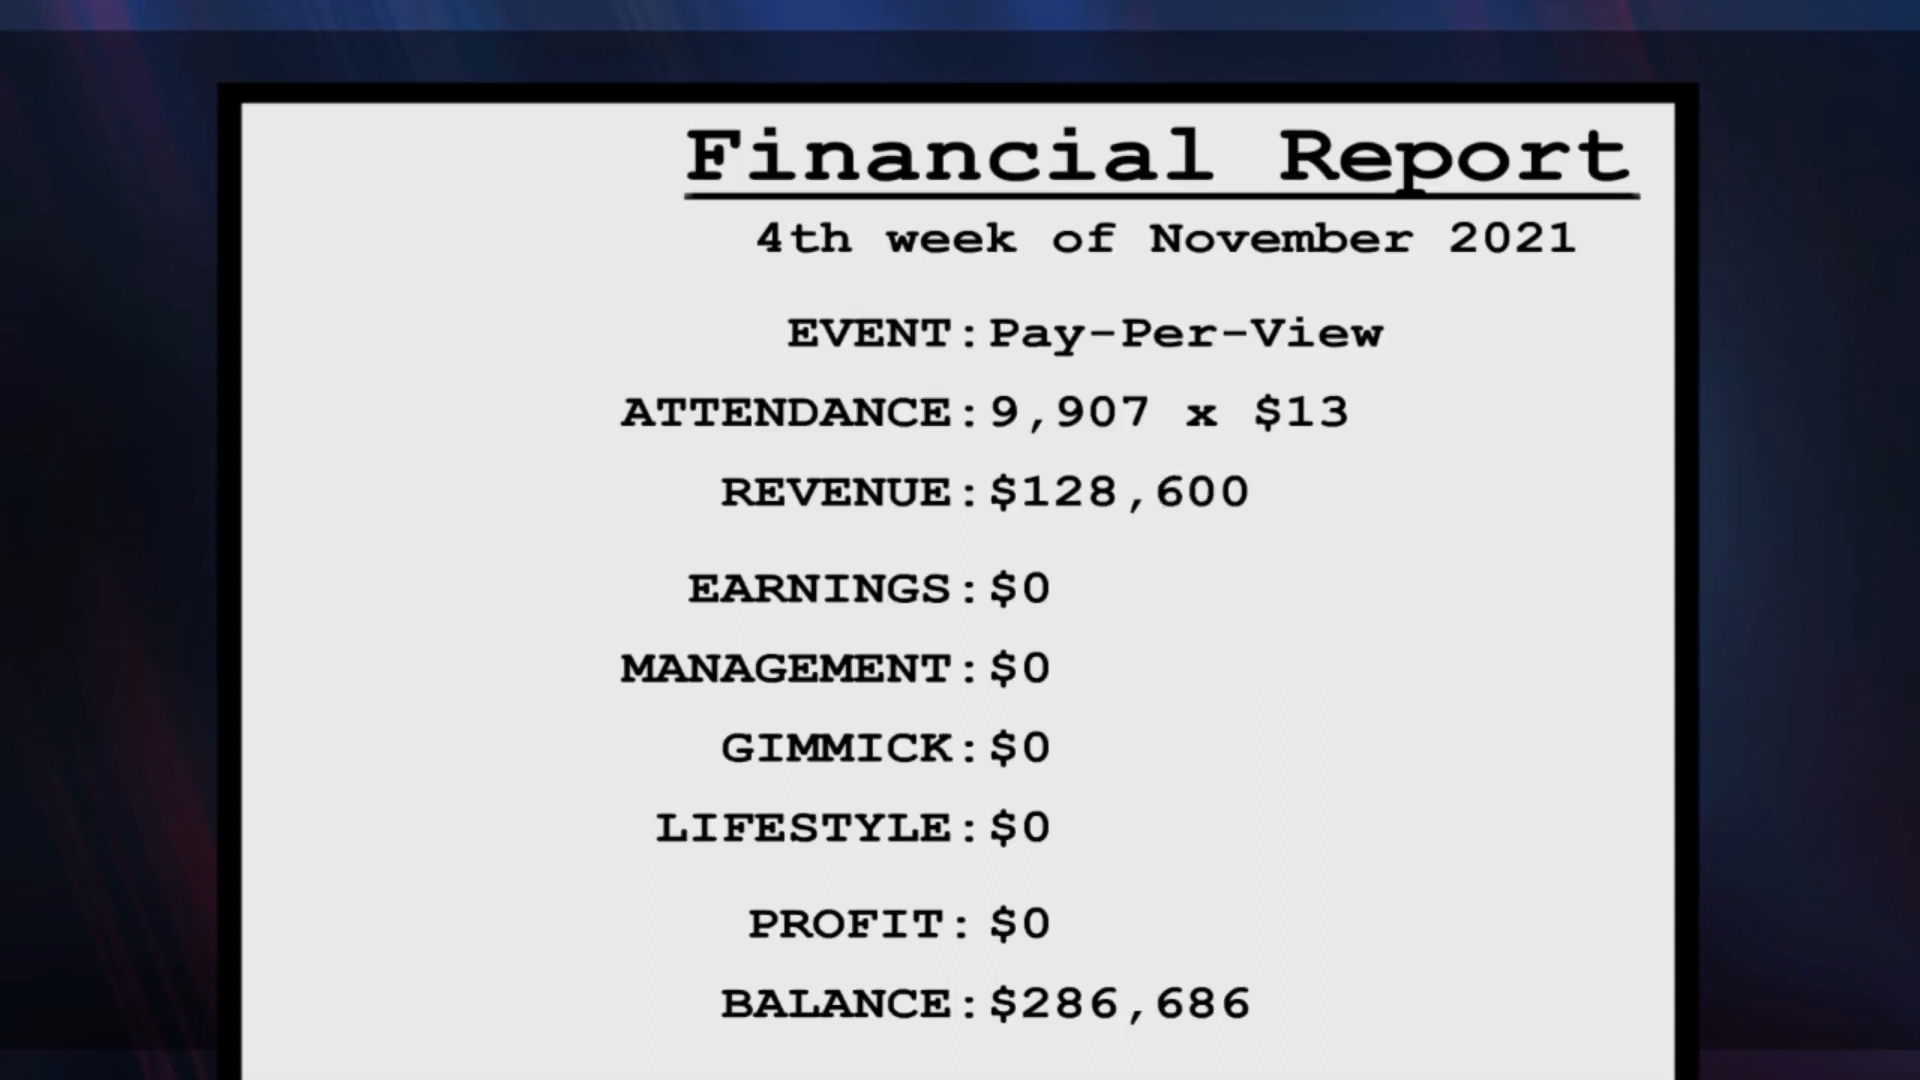 Financial Report
4th week of November 2021
EVENT: Pay-Per-View
ATTENDANCE: 9,907 x $13
REVENUE: $128,600
EARNINGS: $0
MANAGEMENT: $0
GIMMICK: $0
LIFESTYLE: $0
PROFIT: $0
BALANCE: $286,686